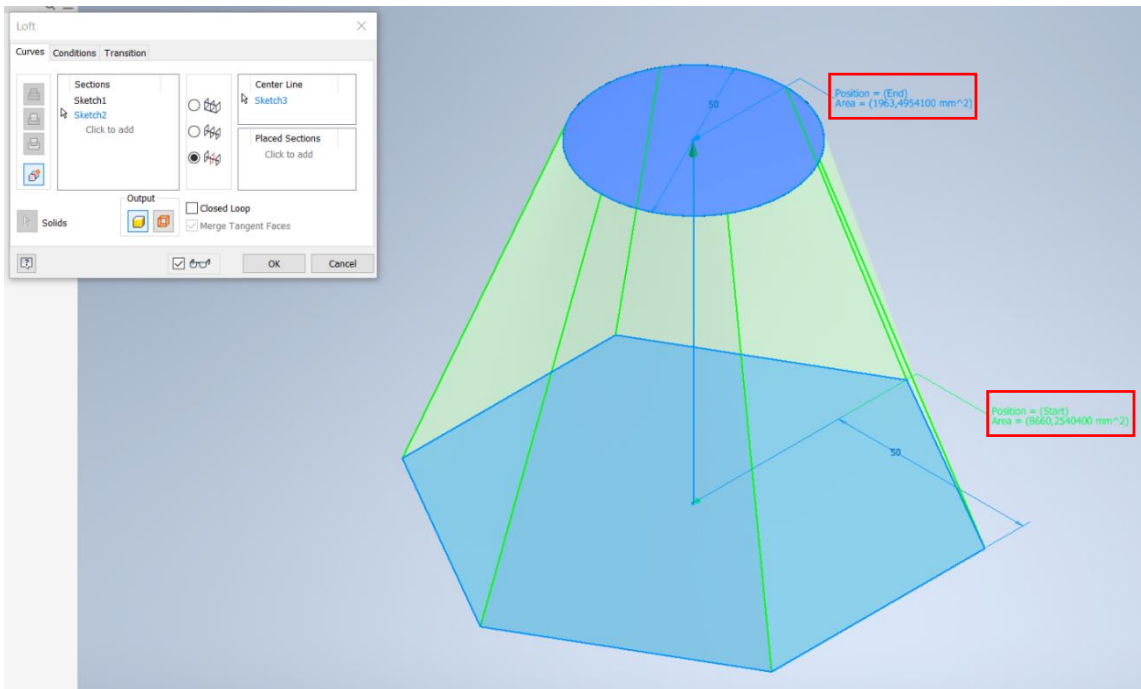 Loft
Curves Conditions Transition
Sections
Sketch1
Sketch2
Click to add
Center Line
Sketch3
Placed Sections
Click to add
Output
Solids
Closed Loop
Merge Tangent Faces
OK
Cancel
50
Position = (End)
Area = (1963,4954100 mm^2)
Position = (Start)
Area = (8660,2540400 mm^2)
50